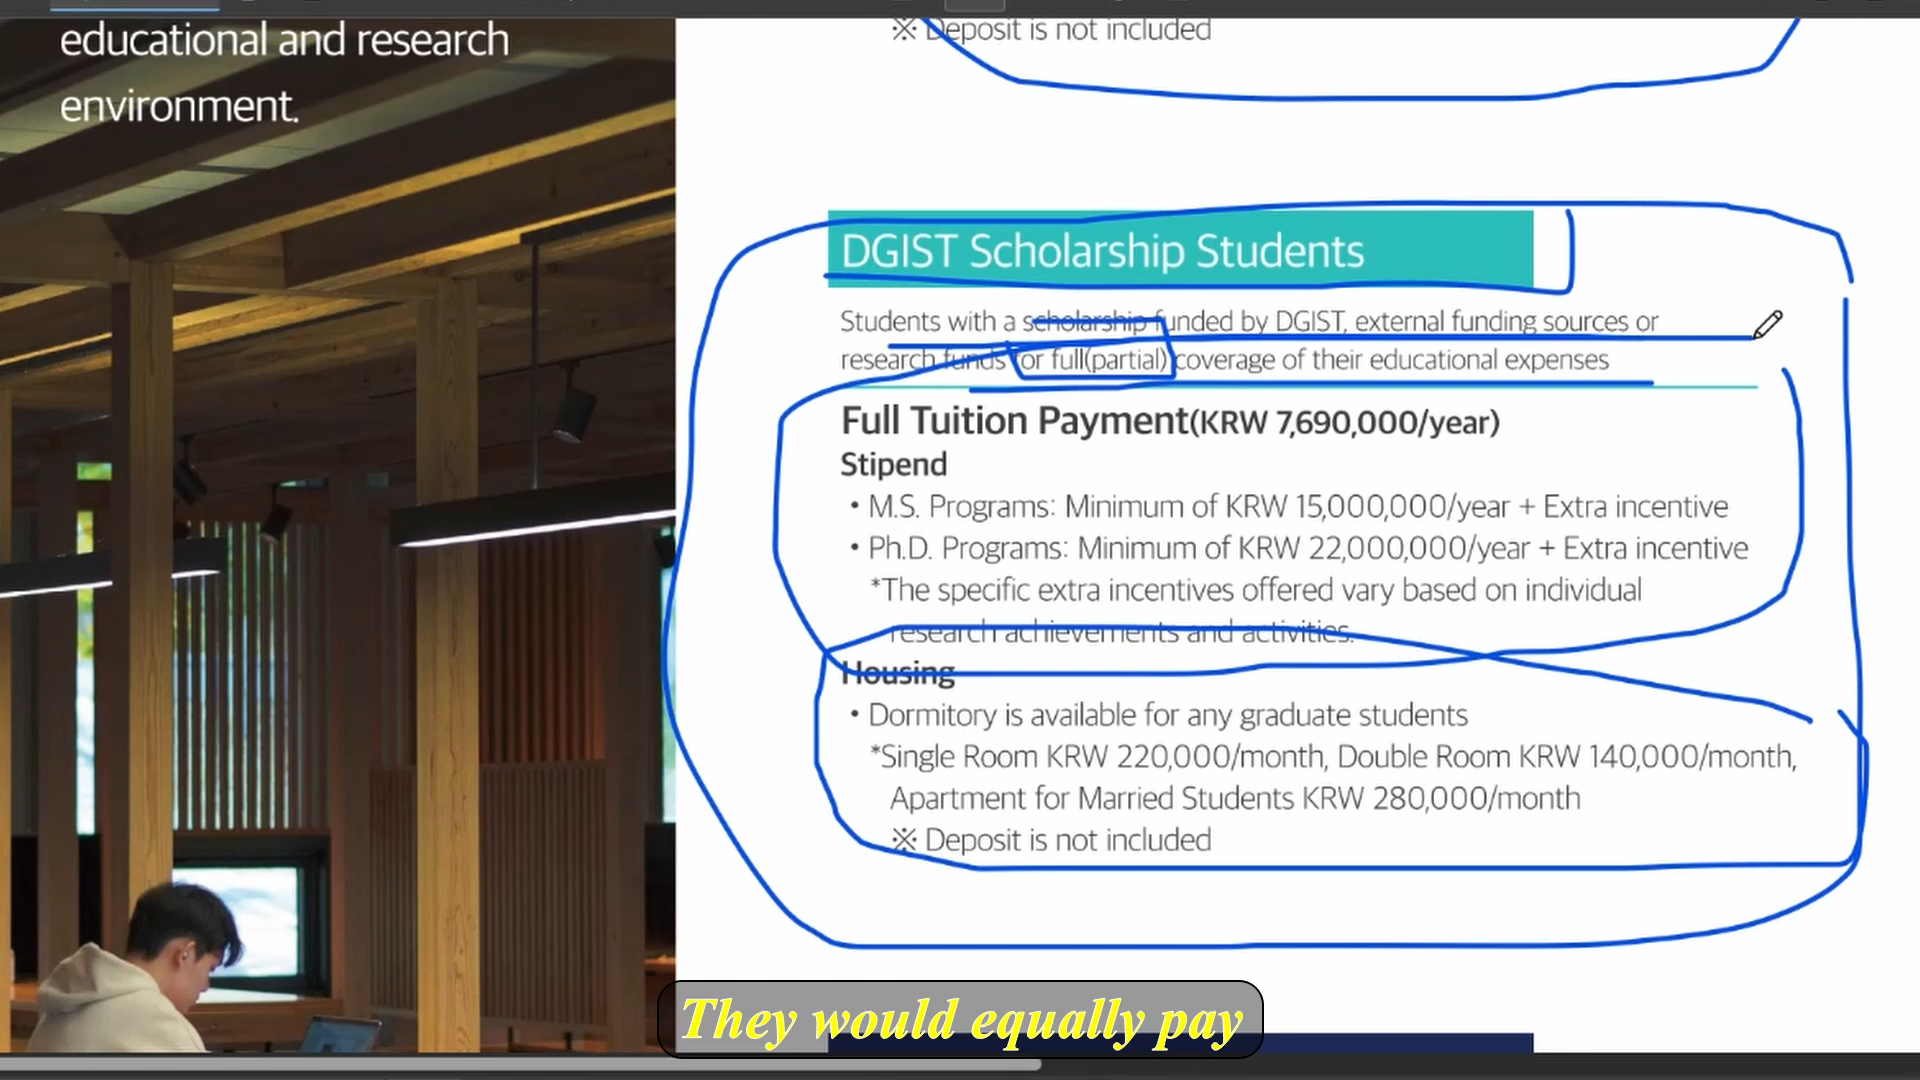 educational and research
environment.
※ Deposit is not included
DGIST Scholarship Students
Students with a scholarship funded by DGIST, external funding sources or
research funds for full(partial) coverage of their educational expenses
Full Tuition Payment(KRW 7,690,000/year)
Stipend
• M.S. Programs: Minimum of KRW 15,000,000/year + Extra incentive
• Ph.D. Programs: Minimum of KRW 22,000,000/year + Extra incentive
*The specific extra incentives offered vary based on individual
research achievements and activities.
Housing
• Dormitory is available for any graduate students
*Single Room KRW 220,000/month, Double Room KRW 140,000/month,
Apartment for Married Students KRW 280,000/month
※ Deposit is not included
They would equally pay